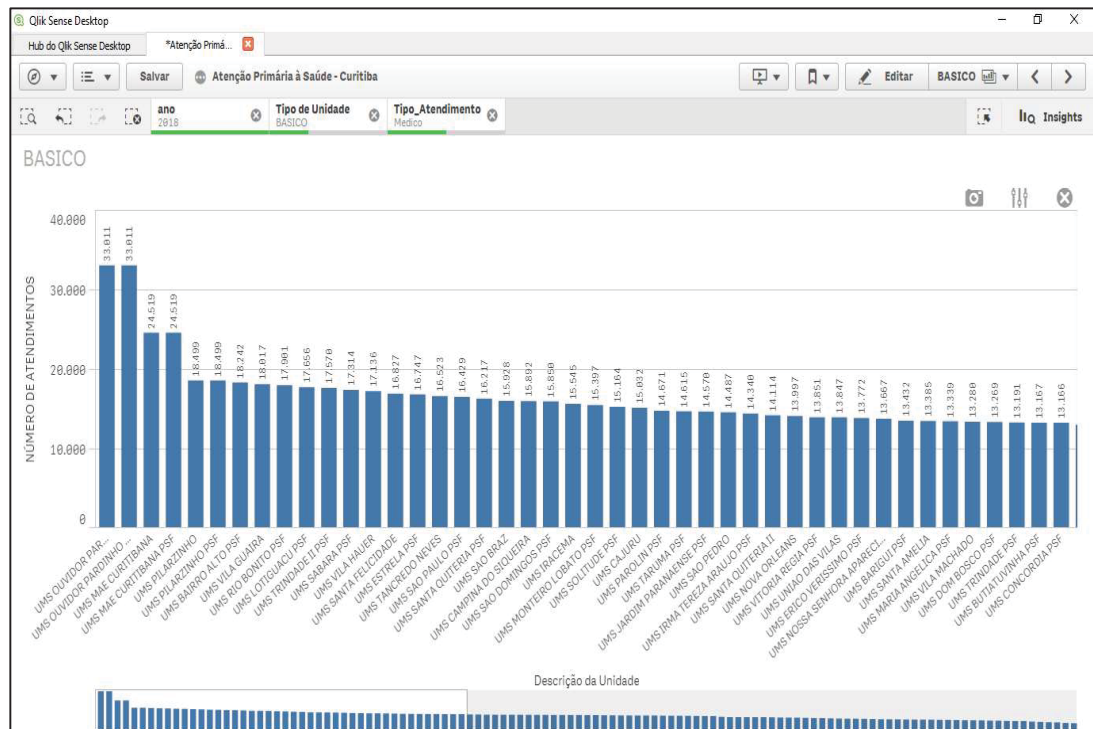 Qlik Sense Desktop
Hub do Qlik Sense Desktop
*Atenção Primá...
Salvar
Atenção Primária à Saúde - Curitiba
Editar
BASICO
ano
2018
Tipo de Unidade
BASICO
Tipo_Atendimento
Medico
Insights
BASICO
NÚMERO DE ATENDIMENTOS
40.000
30.000
20.000
10.000
0
33.011
33.011
24.519
24.519
18.499
18.499
18.242
18.017
17.901
17.656
17.570
17.314
17.136
16.827
16.747
16.523
16.429
16.217
15.928
15.892
15.850
15.545
15.397
15.164
15.032
14.671
14.615
14.570
14.487
14.340
14.114
13.997
13.851
13.847
13.772
13.667
13.432
13.385
13.339
13.280
13.269
13.191
13.167
13.166
UMS OUVIDOR PAR...
UMS OUVIDOR PARDINHO ...
UMS MAE CURITIBANA
UMS MAE CURITIBANA PSF
UMS PILARZINHO
UMS PILARZINHO PSF
UMS BAIRRO ALTO PSF
UMS VILA GUAIRA
UMS RIO BONITO PSF
UMS LOTIGUACU PSF
UMS TRINDADE II PSF
UMS SABARA PSF
UMS VILA HAUER
UMS SANTA FELICIDADE
UMS ESTRELA PSF
UMS TANCREDO NEVES
UMS SAO PAULO PSF
UMS SANTA QUITERIA PSF
UMS SAO BRAZ
UMS CAMPINA DO SIQUEIRA
UMS SAO DOMINGOS PSF
UMS IRACEMA
UMS MONTEIRO LOBATO PSF
UMS SOLITUDE PSF
UMS CAJURU
UMS PAROLIN PSF
UMS TARUMA PSF
UMS JARDIM PARANAENSE PSF
UMS SAO PEDRO
UMS IRMA TEREZA ARAUJO PSF
UMS SANTA QUITERIA II
UMS NOVA ORLEANS
UMS VITORIA REGIA PSF
UMS UNIAO DAS VILAS
UMS ERICO VERISSIMO PSF
UMS NOSSA SENHORA APARECI...
UMS BARIGUI PSF
UMS SANTA AMELIA
UMS MARIA ANGELICA PSF
UMS VILA MACHADO
UMS DOM BOSCO PSF
UMS TRINDADE PSF
UMS BUTIATUVINHA PSF
UMS CONCORDIA PSF
Descrição da Unidade